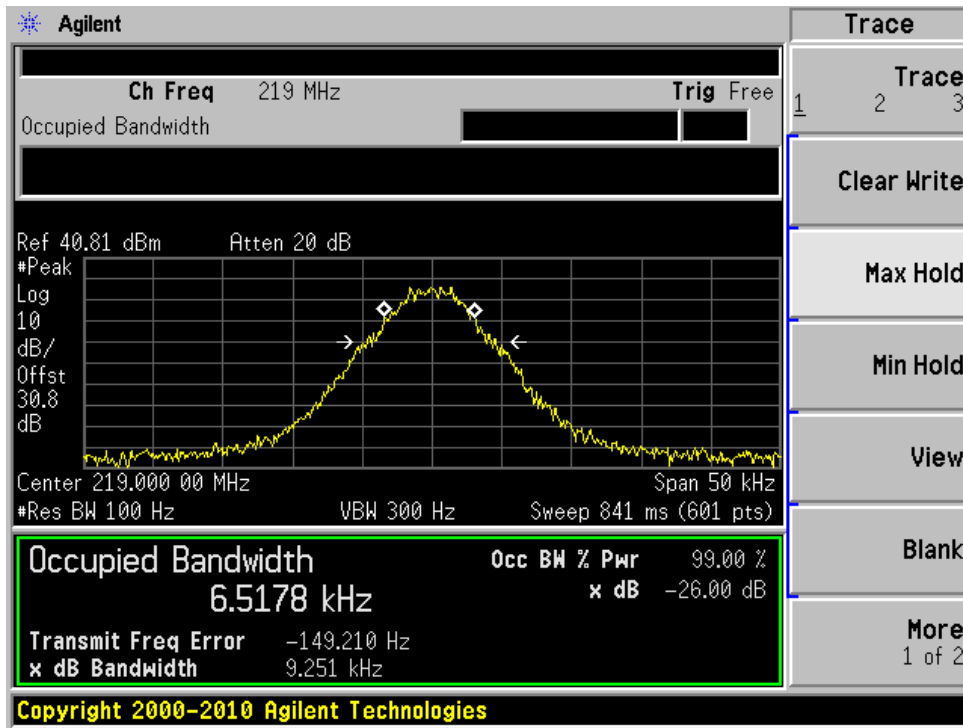 Agilent
Trace
Ch Freq 219 MHz Trig Free
Occupied Bandwidth
Trace
1 2 3
Clear Write
Max Hold
Min Hold
View
Blank
More
1 of 2
Ref 40.81 dBm Atten 20 dB
#Peak
Log
10
dB/
Offst
30.8
dB
Center 219.000 00 MHz Span 50 kHz
#Res BW 100 Hz VBW 300 Hz Sweep 841 ms (601 pts)
Occupied Bandwidth Occ BW % Pwr 99.00 %
6.5178 kHz x dB -26.00 dB
Transmit Freq Error -149.210 Hz
x dB Bandwidth 9.251 kHz
Copyright 2000-2010 Agilent Technologies